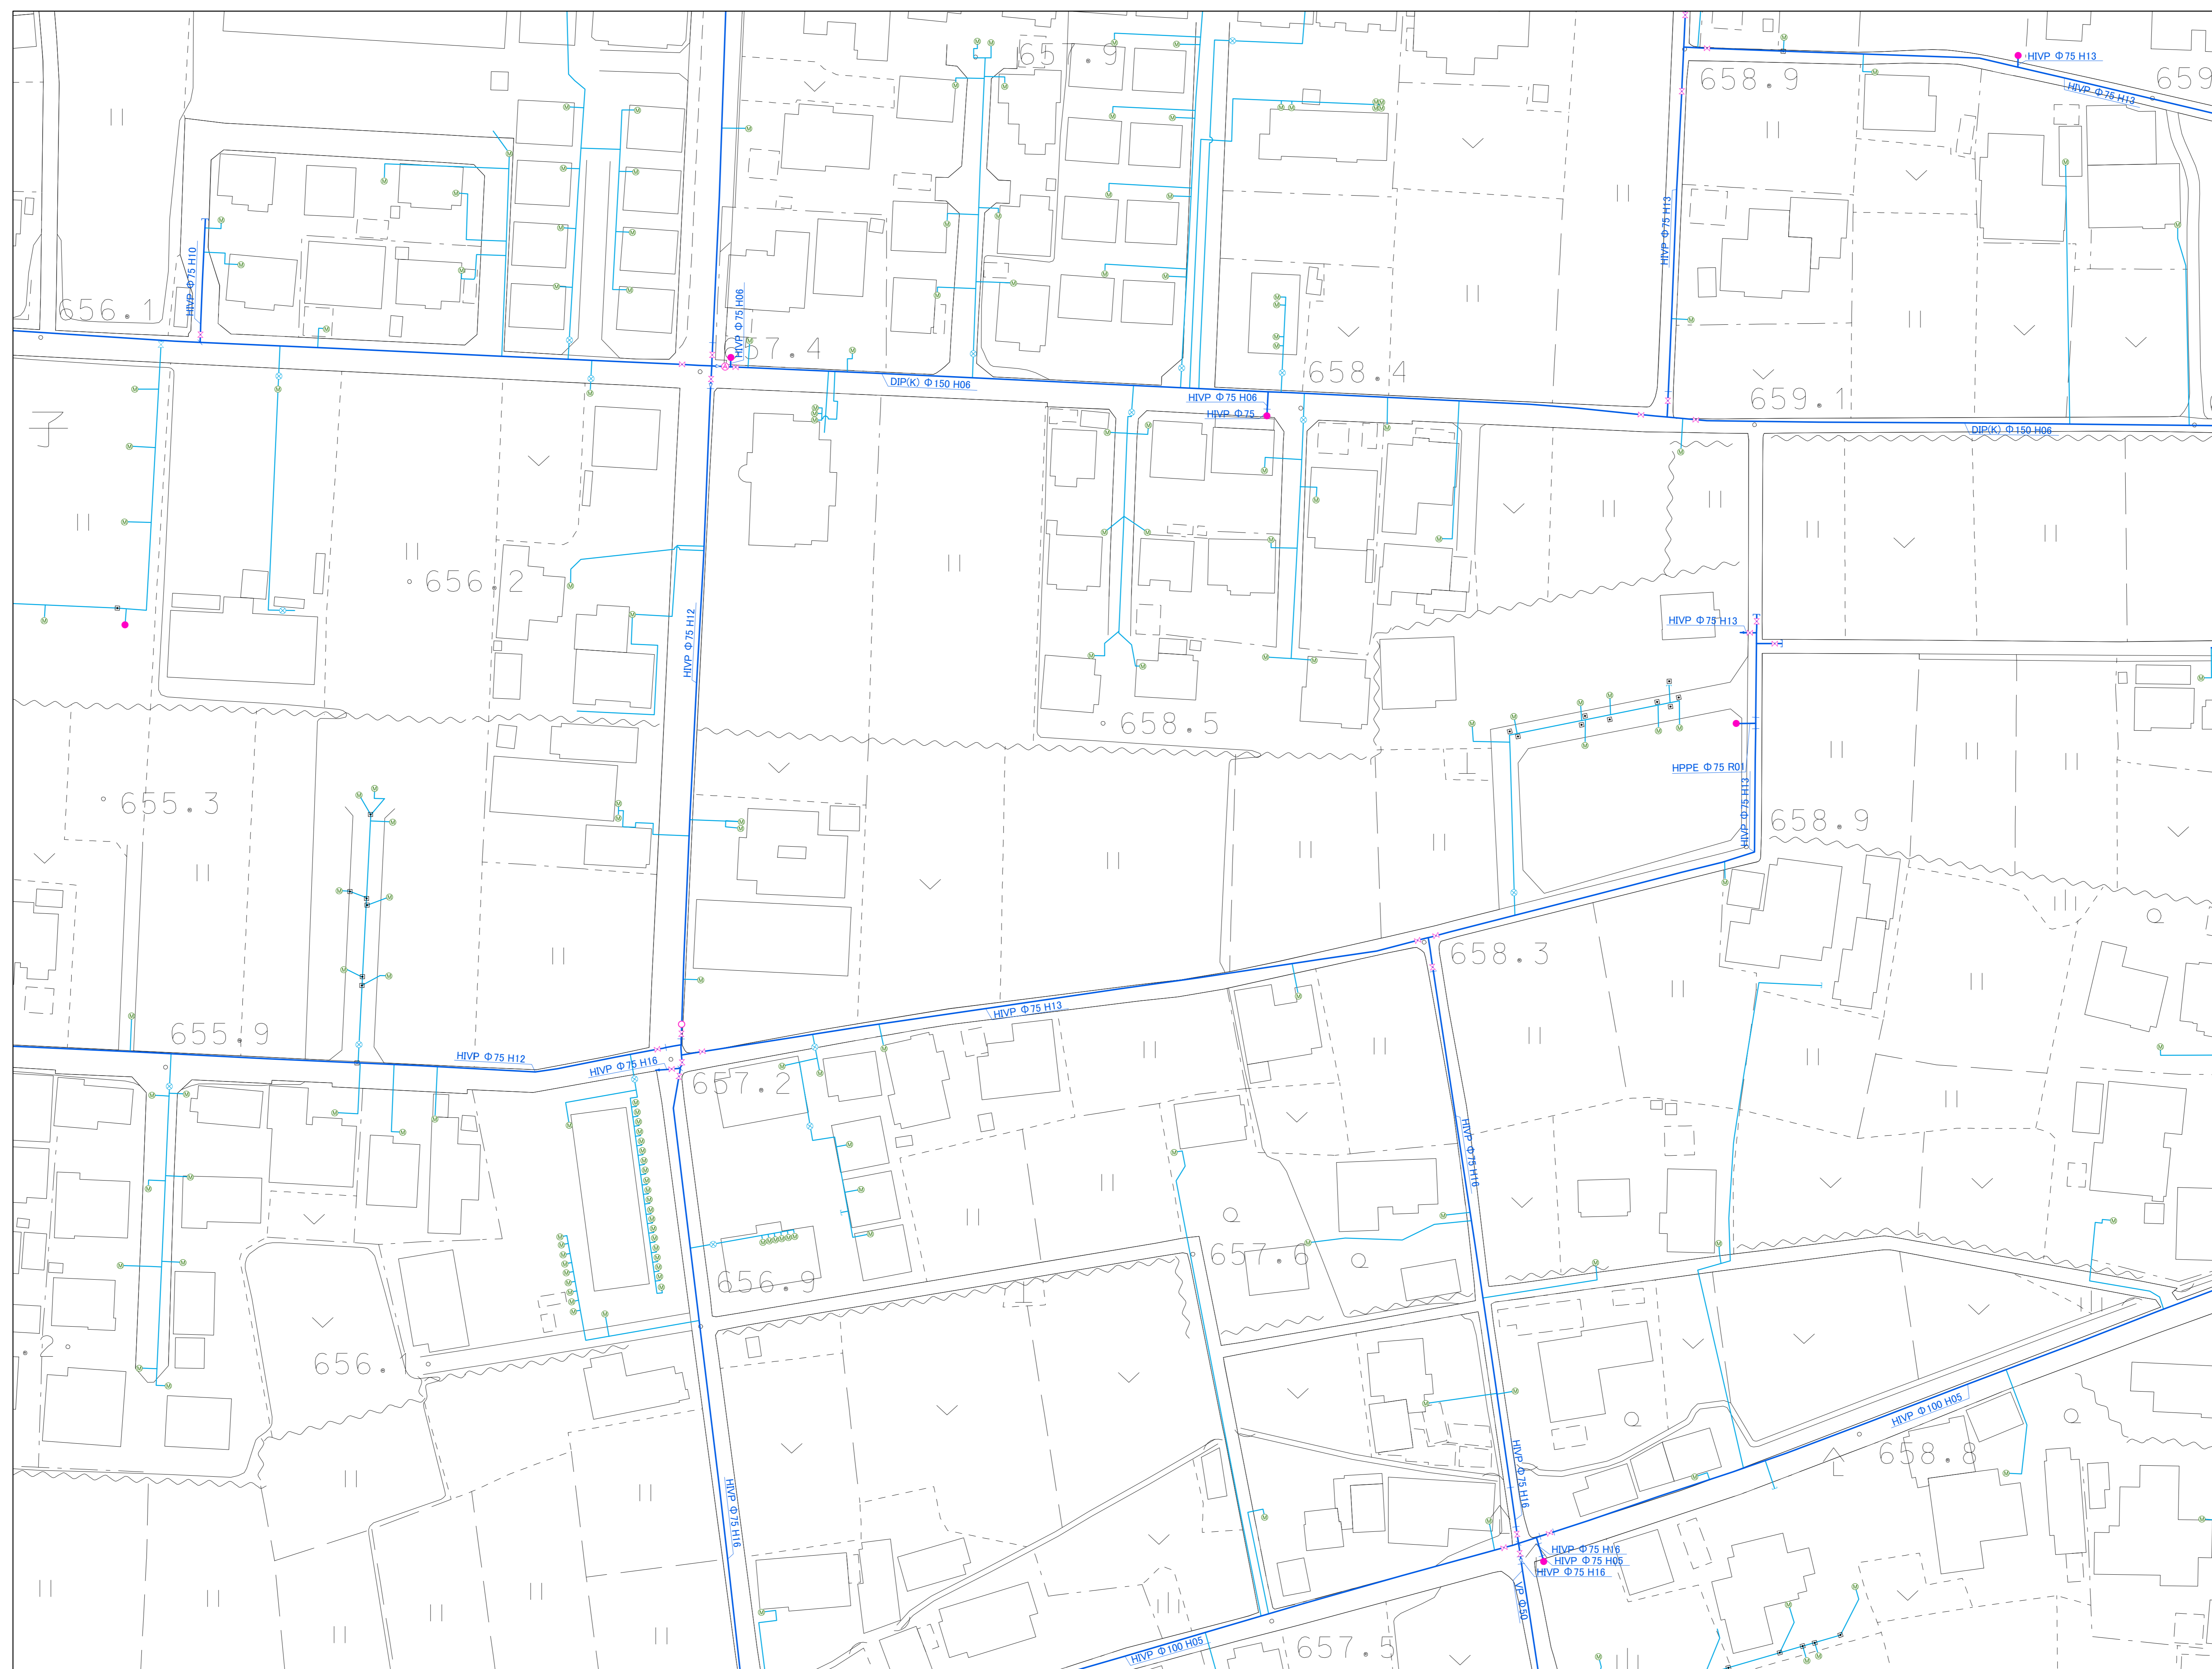 HIVP Φ75 H13
657.9
658.9
659
HIVP Φ75 H13
HIVP Φ75 H13
HIVP Φ75 H10
656.1
HIVP Φ75 H06
657.4
DIP(K) Φ150 H06
658.4
HIVP Φ75 H06
HIVP Φ75
659.1
DIP(K) Φ150 H06
656.2
HIVP Φ75 H12
HIVP Φ75 H13
658.5
HPPE Φ75 R01
HIVP Φ75 H13
655.3
658.9
658.3
HIVP Φ75 H13
655.9
HIVP Φ75 H12
HIVP Φ75 H16
657.2
HIVP Φ75 H16
657.6
656.9
656.1
.2
HIVP Φ100 H05
658.8
HIVP Φ75 H16
HIVP Φ75 H16
HIVP Φ75 H16
HIVP Φ75 H05
HIVP Φ75 H16
VP Φ50
HIVP Φ100 H05
657.5